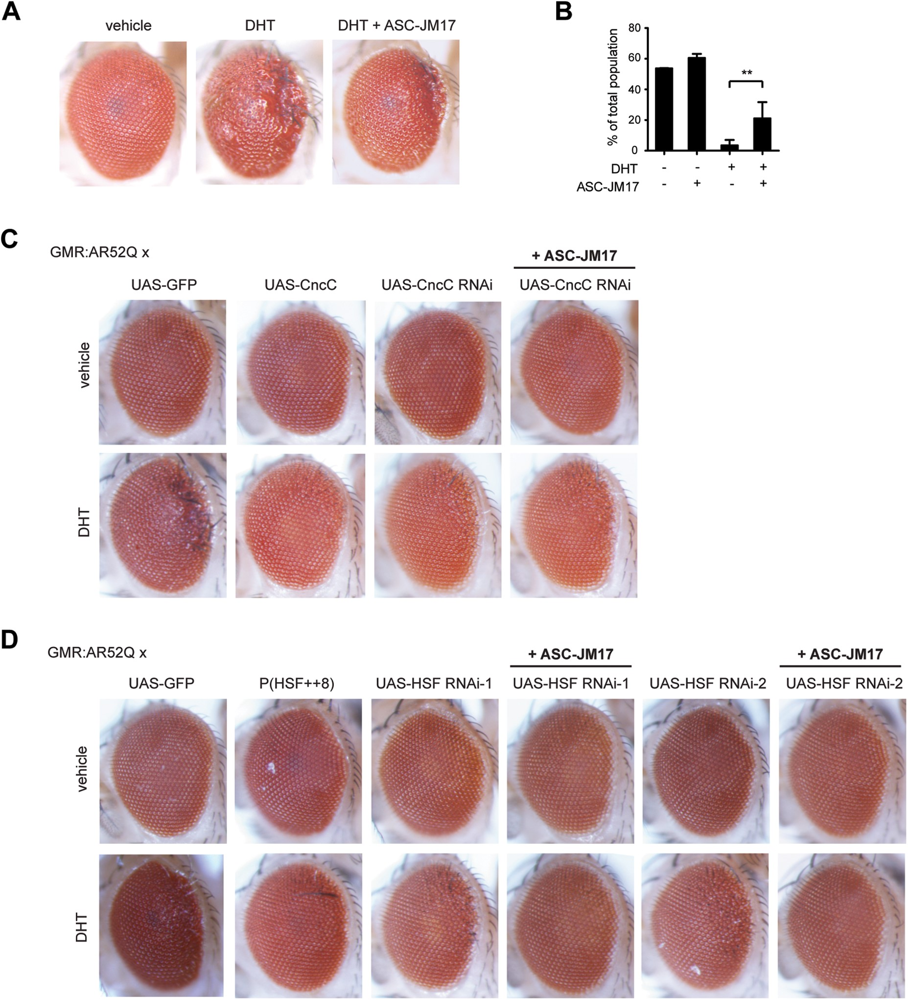 A
vehicle
DHT
DHT + ASC-JM17
B
% of total population
80
60
40
20
0
**
DHT - - + +
ASC-JM17 - + - +
C
GMR:AR52Q x
+ ASC-JM17
UAS-GFP
UAS-CncC
UAS-CncC RNAi
UAS-CncC RNAi
vehicle
DHT
D
GMR:AR52Q x
+ ASC-JM17
+ ASC-JM17
UAS-GFP
P(HSF++8)
UAS-HSF RNAi-1
UAS-HSF RNAi-1
UAS-HSF RNAi-2
UAS-HSF RNAi-2
vehicle
DHT